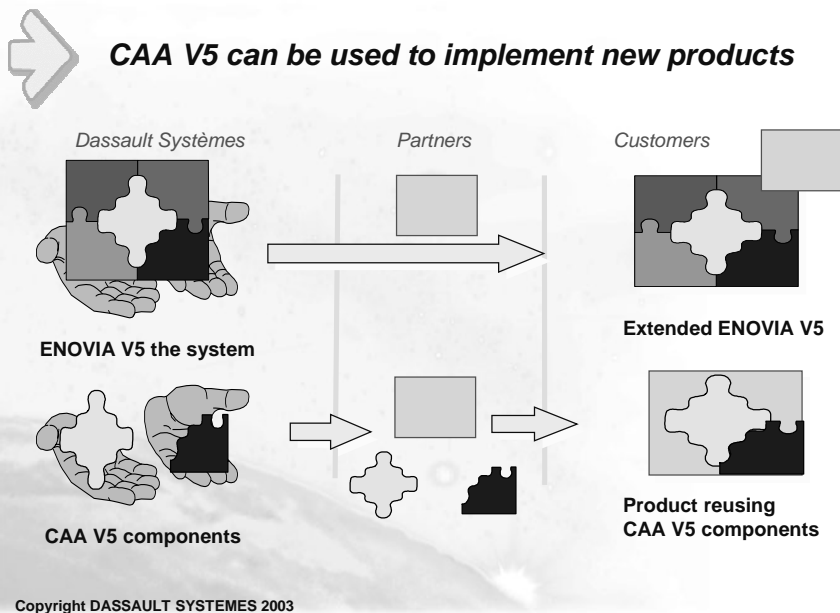 CAA V5 can be used to implement new products
Dassault Systèmes
Partners
Customers
ENOVIA V5 the system
Extended ENOVIA V5
CAA V5 components
Product reusing
CAA V5 components
Copyright DASSAULT SYSTEMES 2003